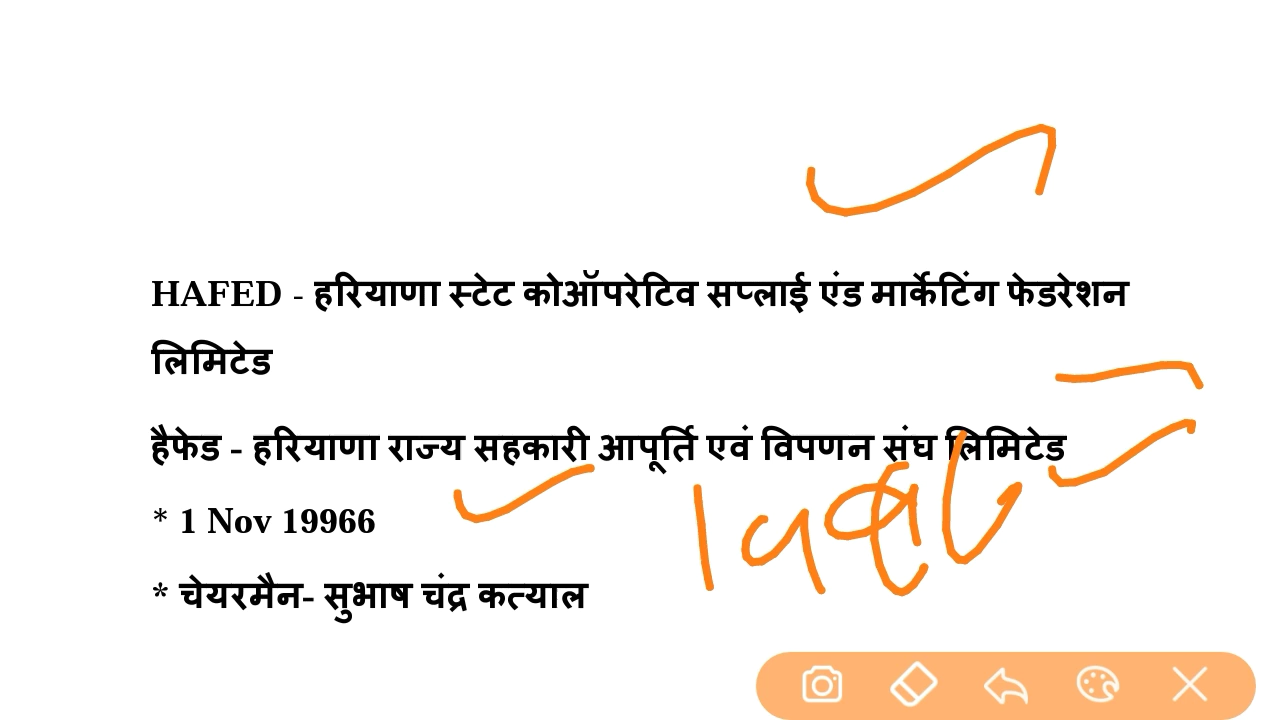 HAFED - हरियाणा स्टेट कोऑपरेटिव सप्लाई एंड मार्केटिंग फेडरेशन
लिमिटेड
हैफेड - हरियाणा राज्य सहकारी आपूर्ति एवं विपणन संघ लिमिटेड
* 1 Nov 19966
* चेयरमैन- सुभाष चंद्र कत्याल